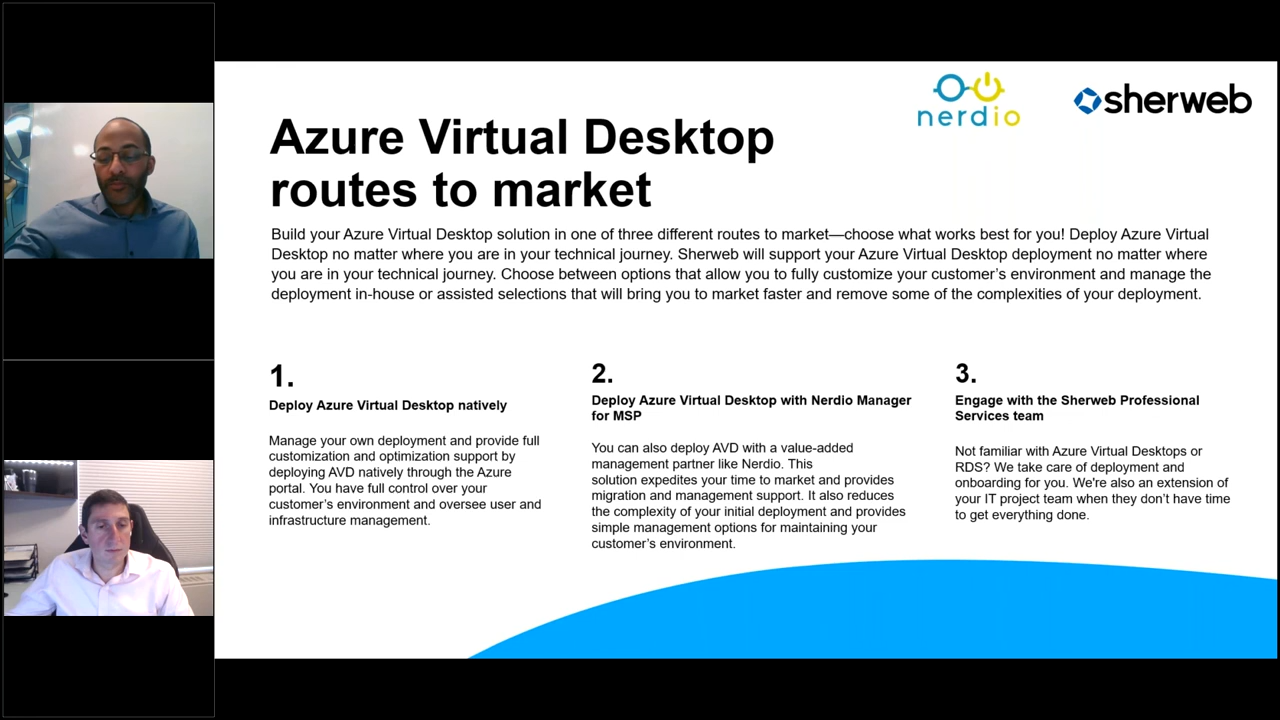 nerdio
sherweb
Azure Virtual Desktop
routes to market
Build your Azure Virtual Desktop solution in one of three different routes to market—choose what works best for you! Deploy Azure Virtual
Desktop no matter where you are in your technical journey. Sherweb will support your Azure Virtual Desktop deployment no matter where
you are in your technical journey. Choose between options that allow you to fully customize your customer’s environment and manage the
deployment in-house or assisted selections that will bring you to market faster and remove some of the complexities of your deployment.
1.
Deploy Azure Virtual Desktop natively
Manage your own deployment and provide full
customization and optimization support by
deploying AVD natively through the Azure
portal. You have full control over your
customer’s environment and oversee user and
infrastructure management.
2.
Deploy Azure Virtual Desktop with Nerdio Manager
for MSP
You can also deploy AVD with a value-added
management partner like Nerdio. This
solution expedites your time to market and provides
migration and management support. It also reduces
the complexity of your initial deployment and provides
simple management options for maintaining your
customer’s environment.
3.
Engage with the Sherweb Professional
Services team
Not familiar with Azure Virtual Desktops or
RDS? We take care of deployment and
onboarding for you. We're also an extension of
your IT project team when they don’t have time
to get everything done.